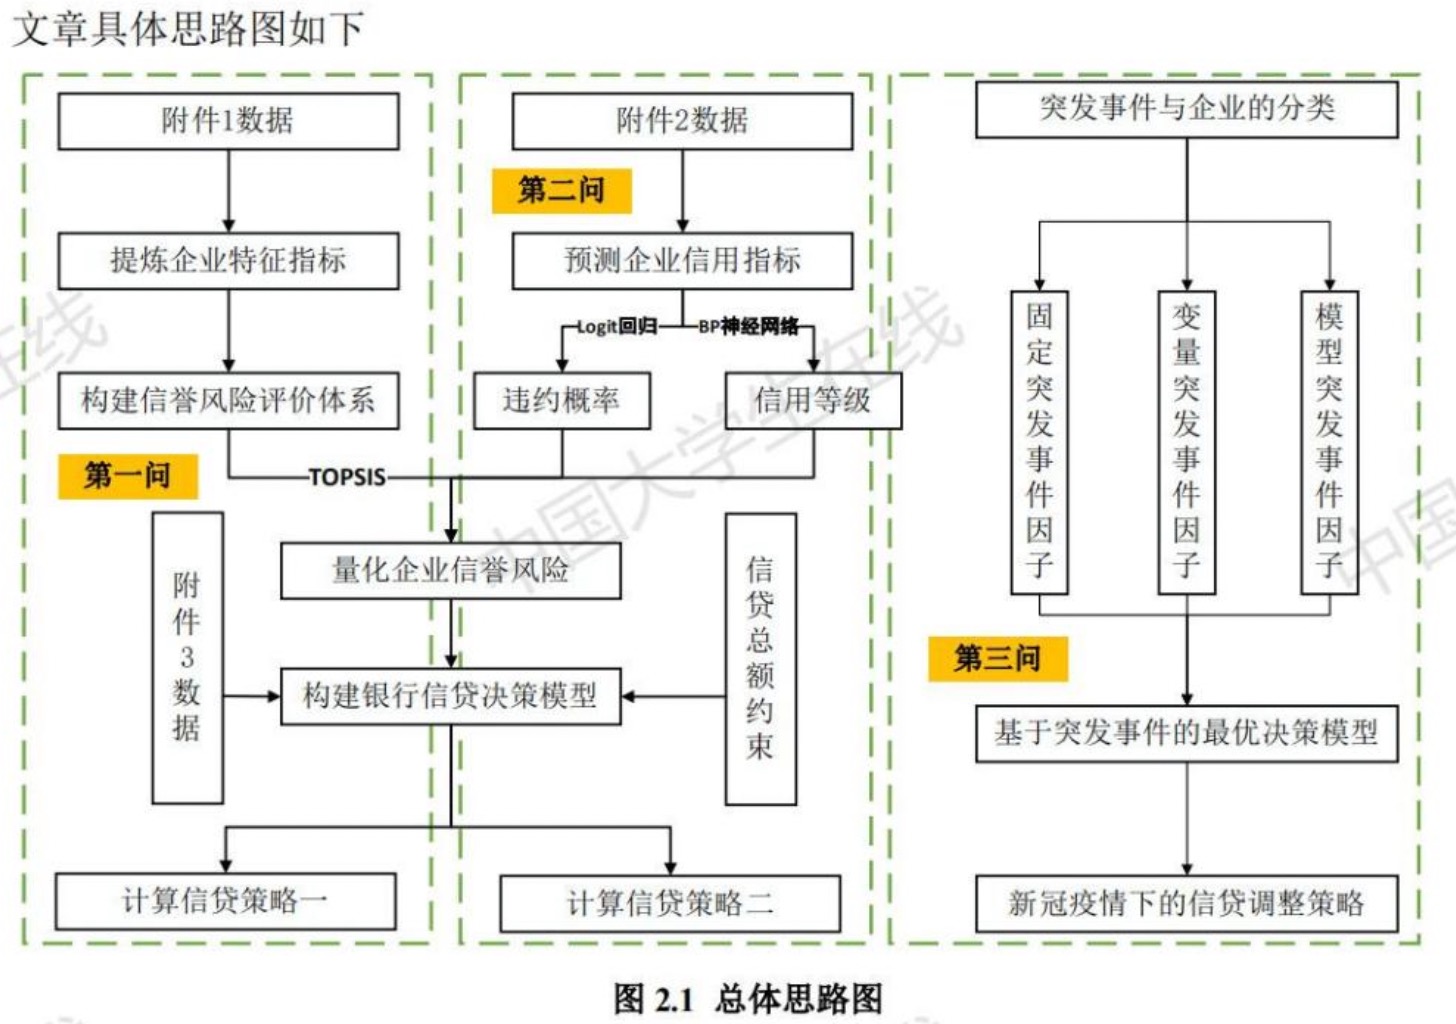 文章具体思路图如下
附件1数据
提炼企业特征指标
构建信誉风险评价体系
第一问
TOPSIS
附件2数据
第二问
预测企业信用指标
Logit回归
BP神经网络
违约概率
信用等级
量化企业信誉风险
附件3数据
构建银行信贷决策模型
信贷总额约束
计算信贷策略一
计算信贷策略二
突发事件与企业的分类
固定突发事件因子
变量突发事件因子
模型突发事件因子
第三问
基于突发事件的最优决策模型
新冠疫情下的信贷调整策略
图 2.1 总体思路图
中国大学生在线
在线
中国